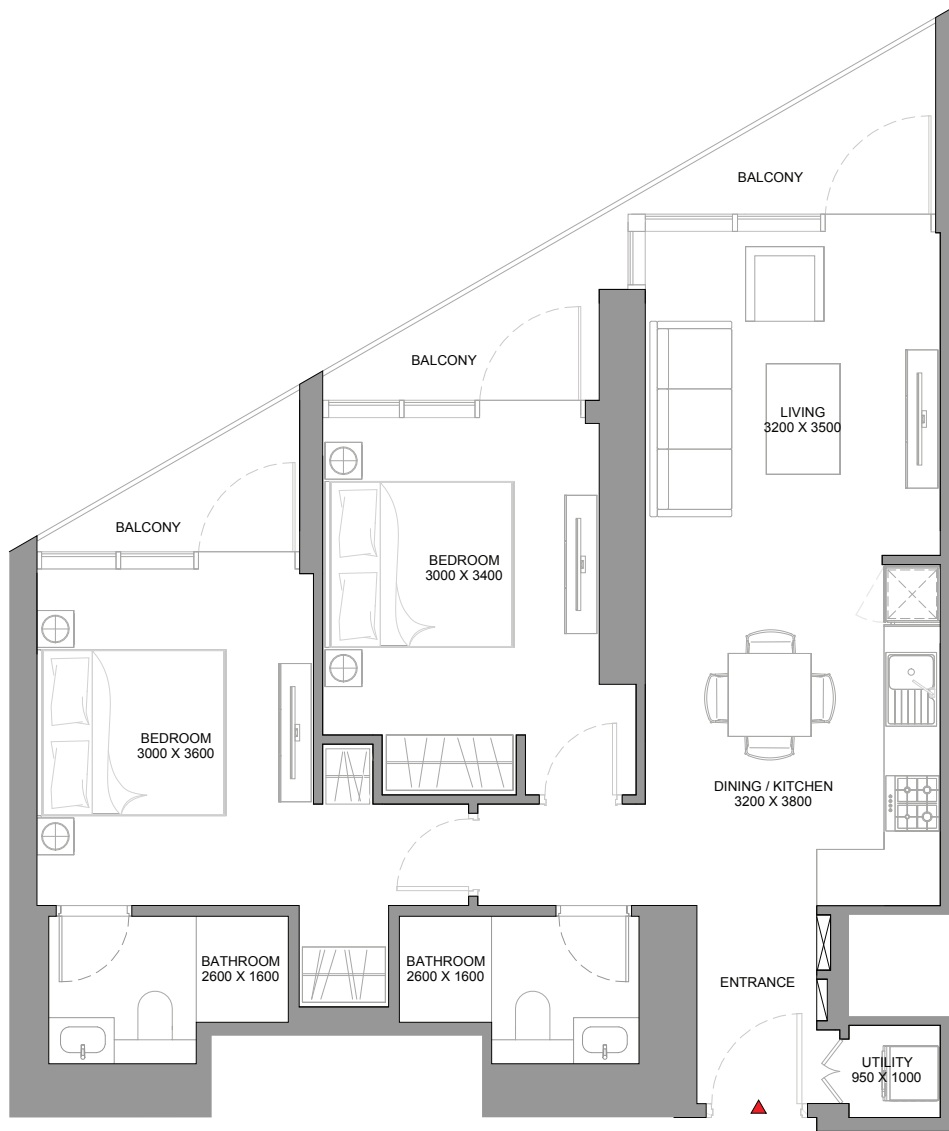 BALCONY
BALCONY
LIVING
3200 X 3500
BALCONY
BEDROOM
3000 X 3400
BEDROOM
3000 X 3600
DINING / KITCHEN
3200 X 3800
BATHROOM
2600 X 1600
BATHROOM
2600 X 1600
ENTRANCE
UTILITY
950 X 1000